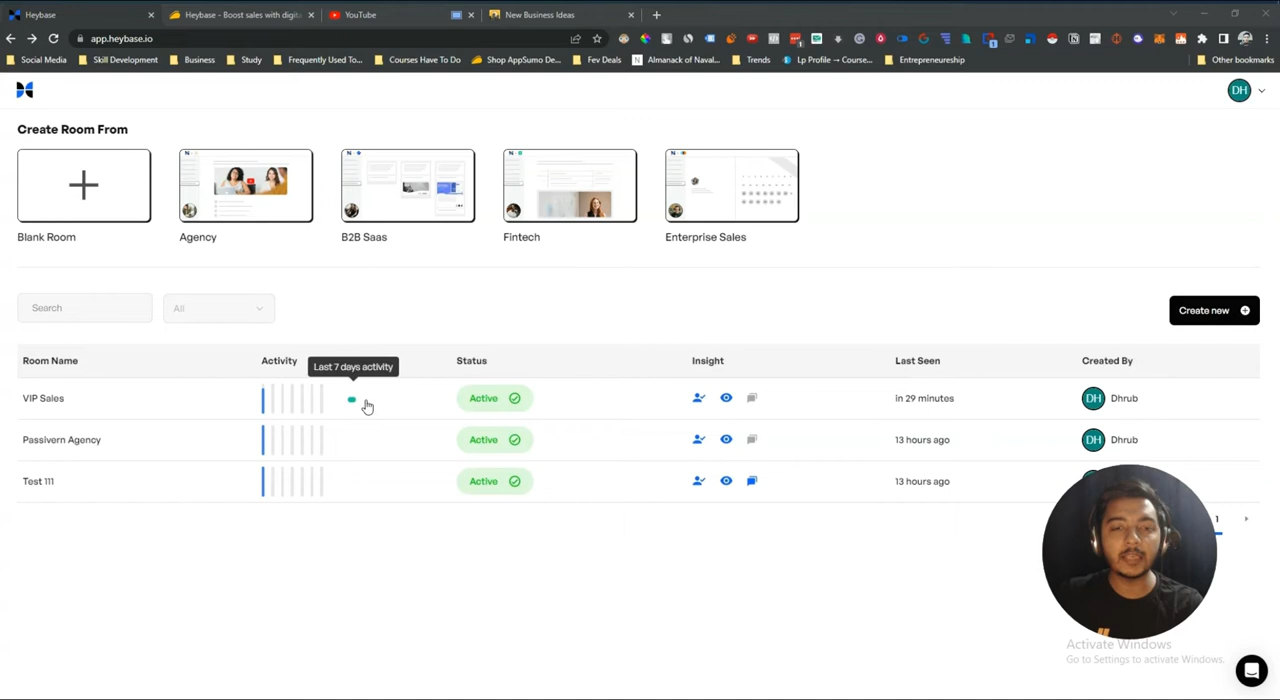 Heybase
Heybase - Boost sales with digita
YouTube
New Business Ideas
app.heybase.io
Social Media
Skill Development
Business
Study
Frequently Used To...
Courses Have To Do
Shop AppSumo De...
Fev Deals
Almanack of Naval...
Trends
Lp Profile → Course...
Entrepreneurship
Other bookmarks
DH
Create Room From
Blank Room
Agency
B2B Saas
Fintech
Enterprise Sales
Search
All
Create new
Room Name
Activity
Last 7 days activity
Status
Insight
Last Seen
Created By
VIP Sales
Active
in 29 minutes
DH
Dhrub
Passivern Agency
Active
13 hours ago
DH
Dhrub
Test 111
Active
13 hours ago
1
Activate Windows
Go to Settings to activate Windows.